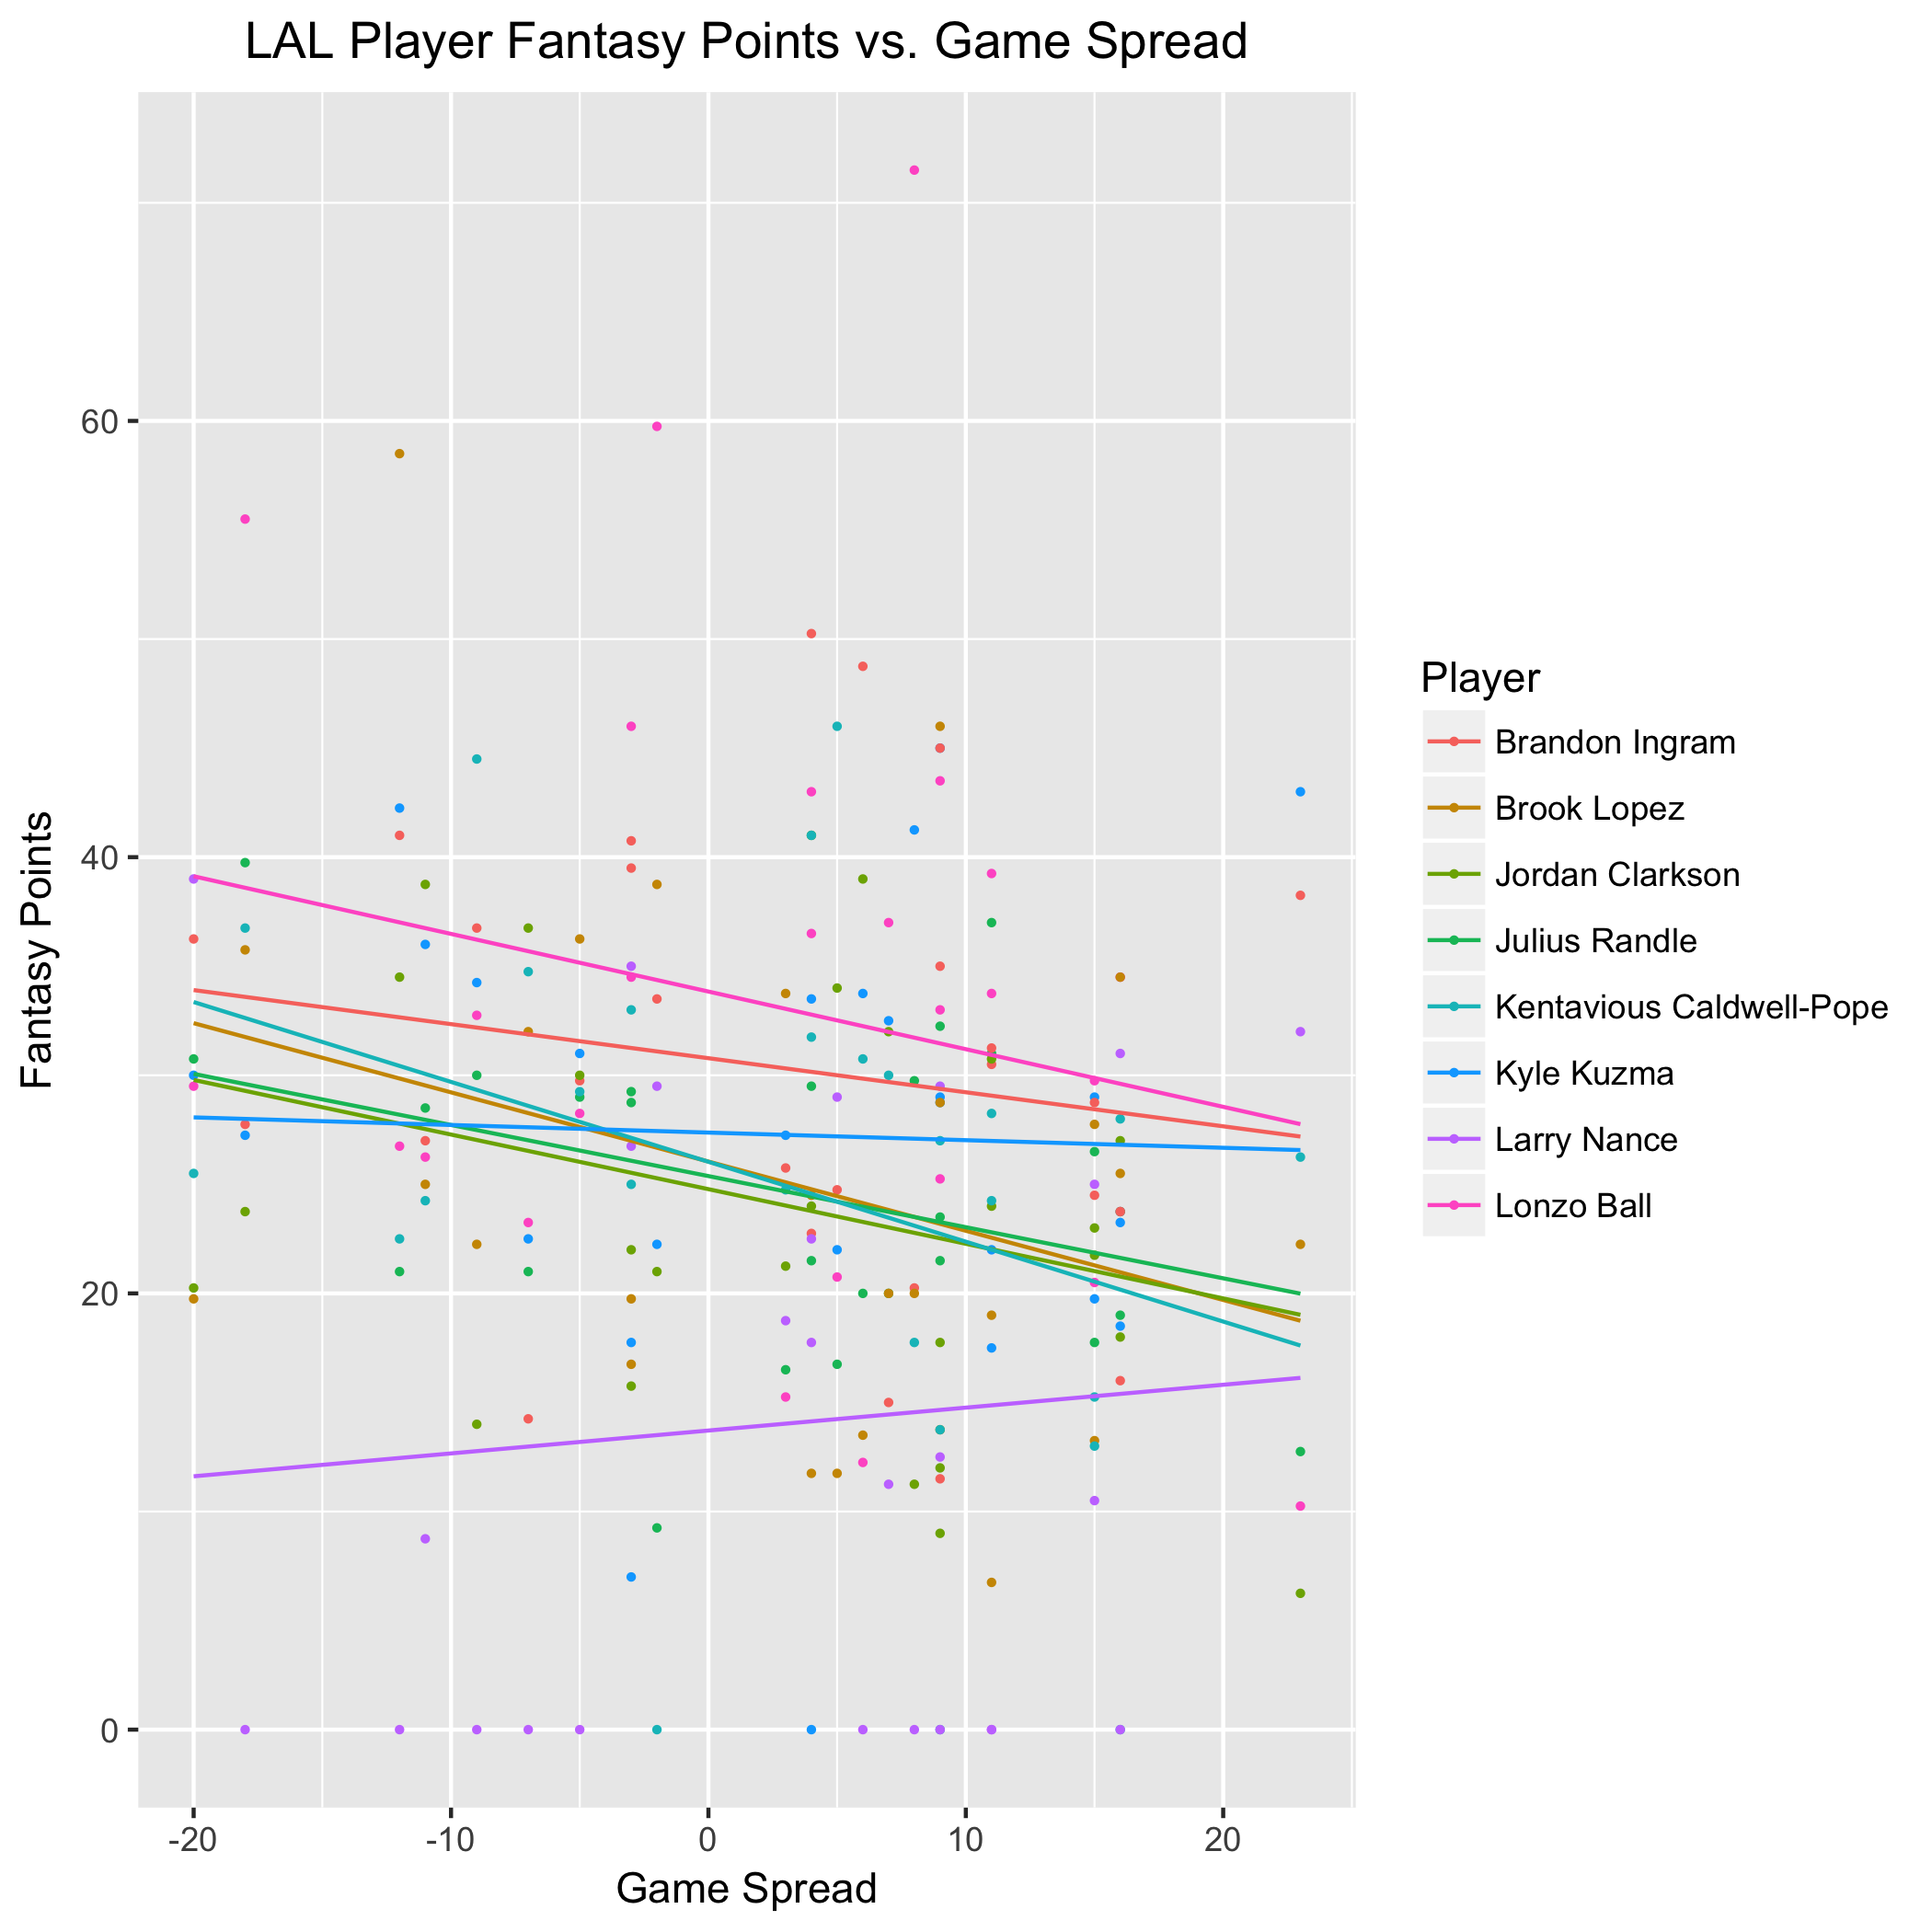 LAL Player Fantasy Points vs. Game Spread
60
40
20
0
Fantasy Points
-20
-10
0
10
20
Game Spread
Player
Brandon Ingram
Brook Lopez
Jordan Clarkson
Julius Randle
Kentavious Caldwell-Pope
Kyle Kuzma
Larry Nance
Lonzo Ball